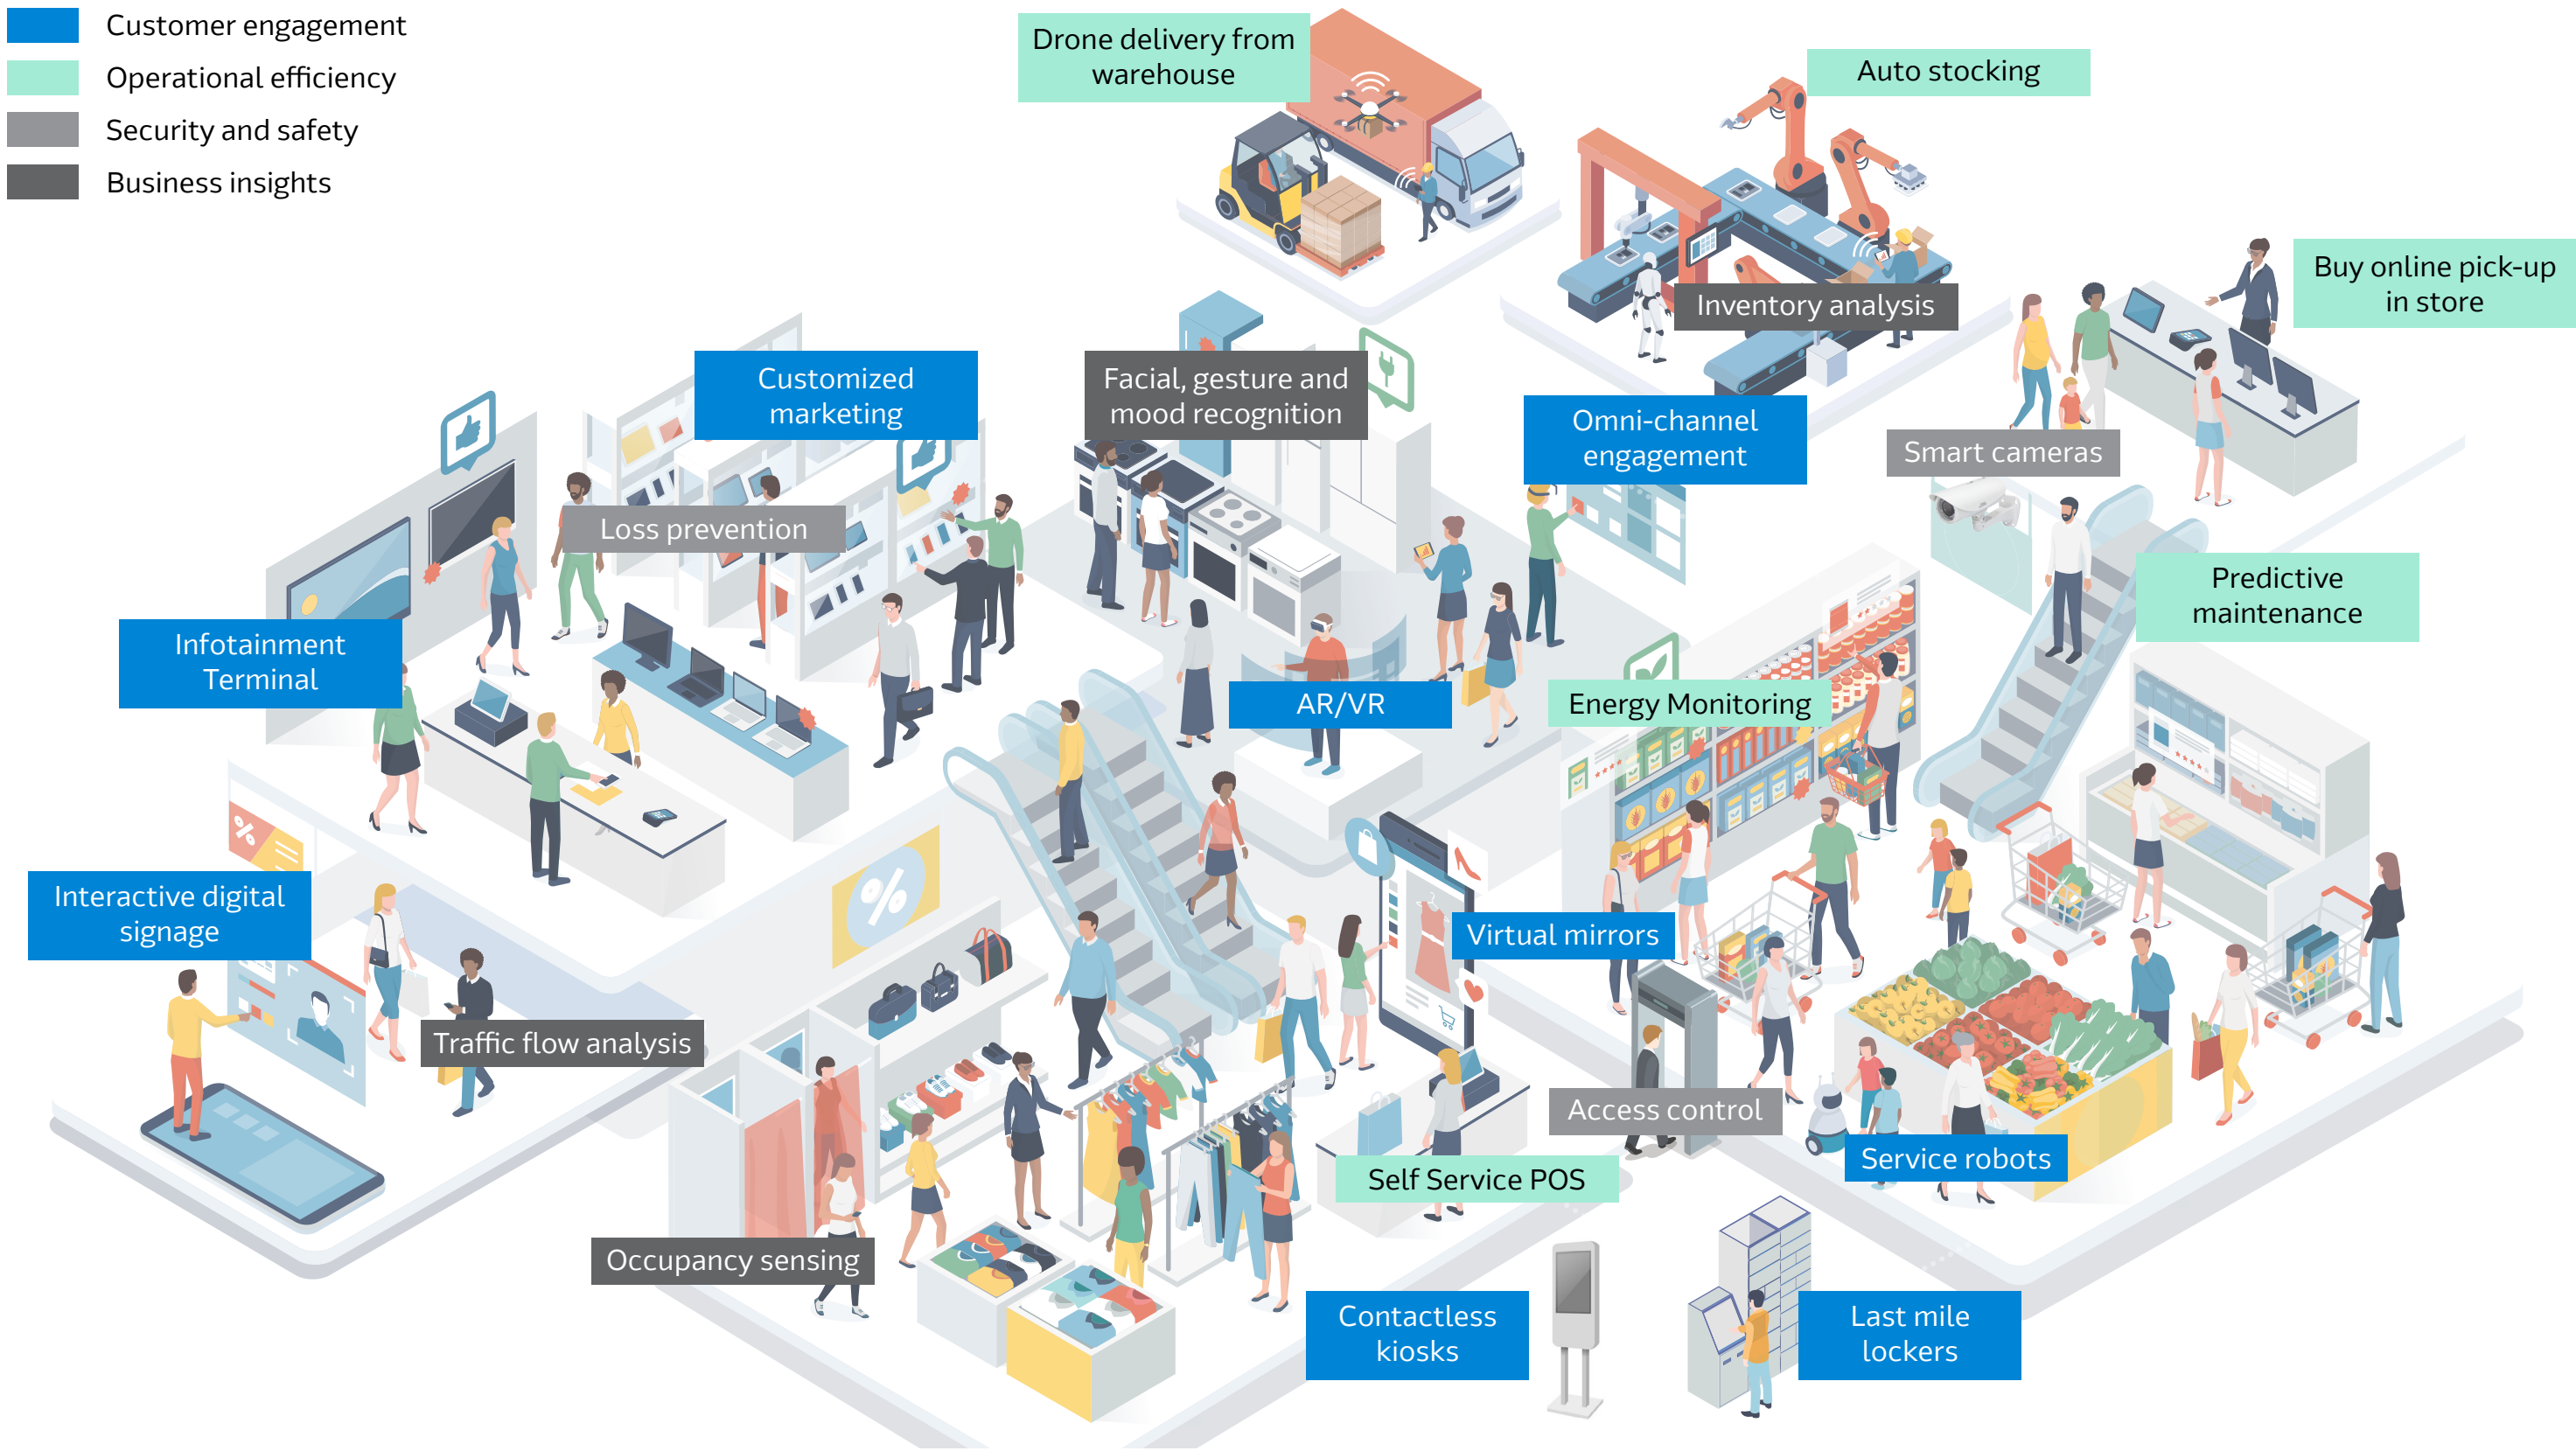 Customer engagement
Operational efficiency
Security and safety
Business insights
Drone delivery from
warehouse
Auto stocking
Buy online pick-up
in store
Inventory analysis
Customized
marketing
Facial, gesture and
mood recognition
Omni-channel
engagement
Smart cameras
Loss prevention
Predictive
maintenance
Infotainment
Terminal
AR/VR
Energy Monitoring
%
%
Interactive digital
signage
Virtual mirrors
Traffic flow analysis
Access control
Service robots
Self Service POS
Occupancy sensing
Contactless
kiosks
Last mile
lockers